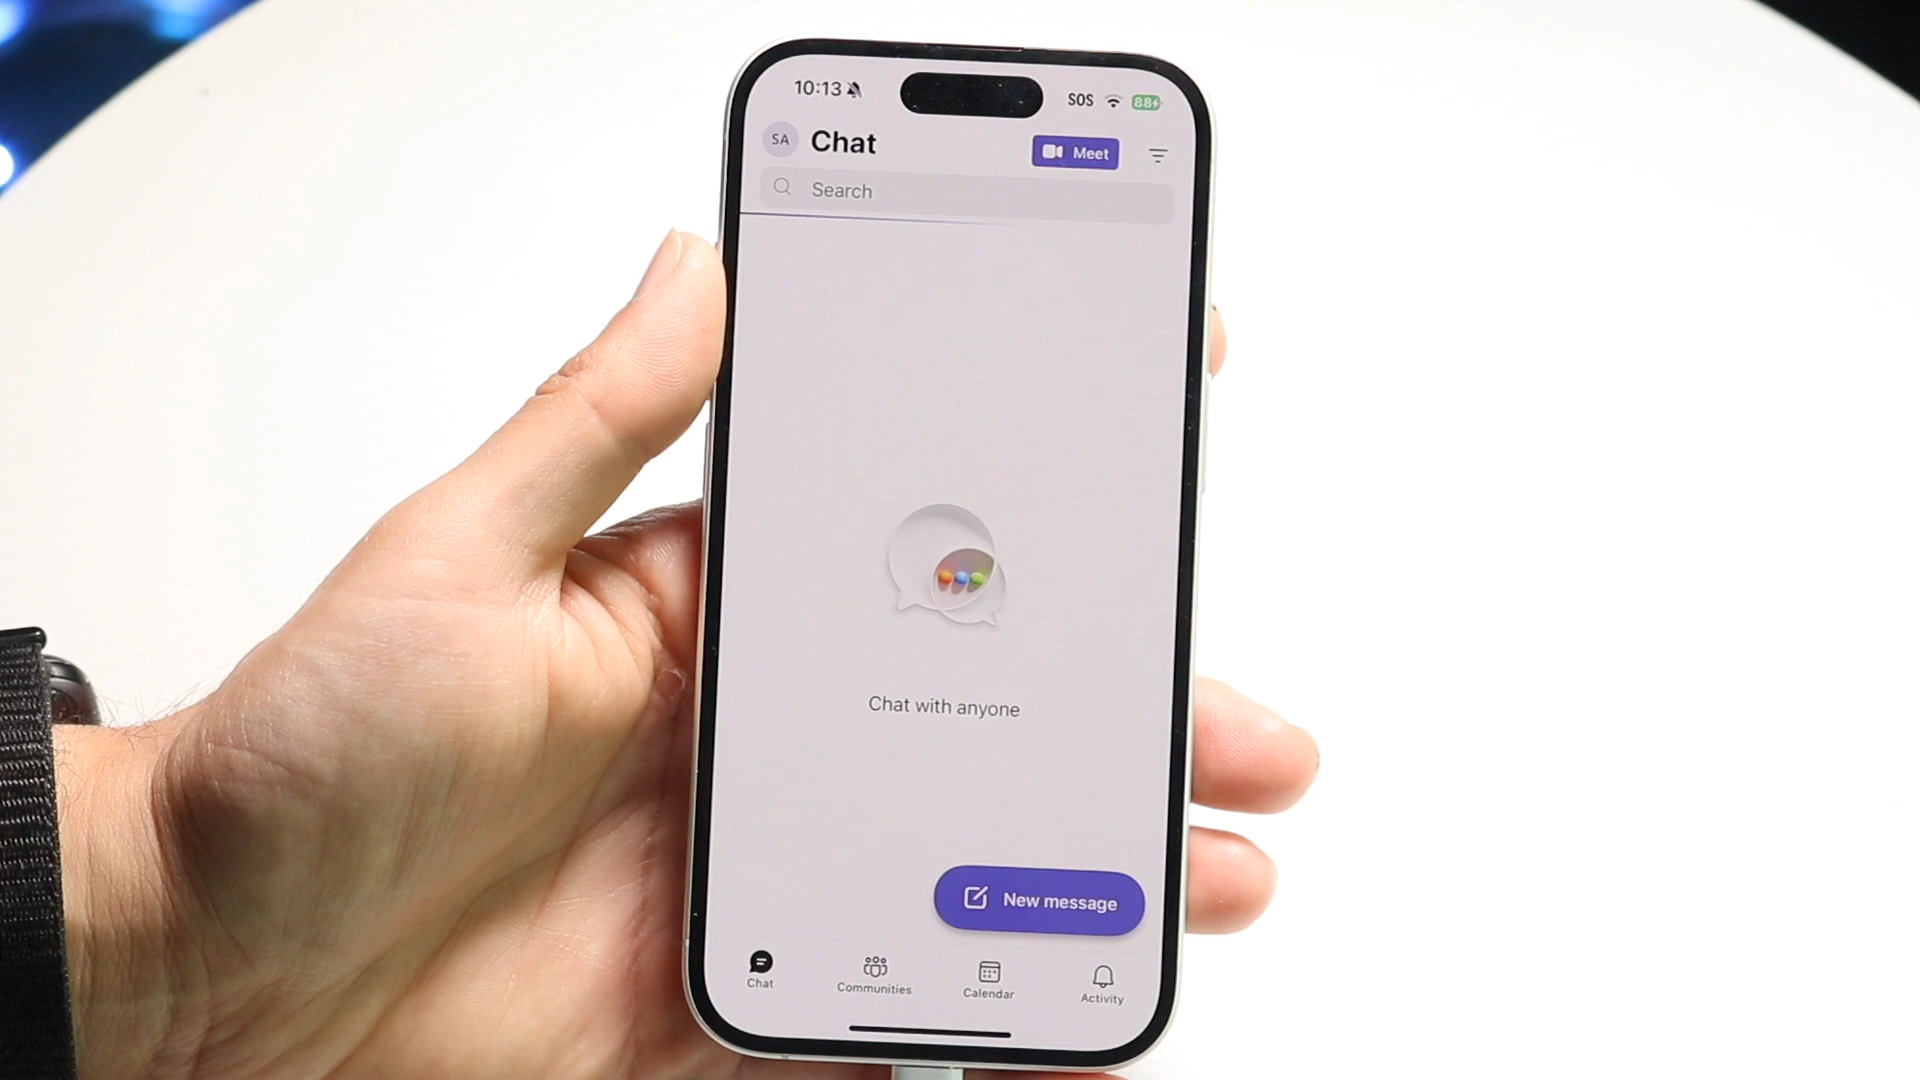 10:13
SOS
88
SA
Chat
Meet
Search
Chat with anyone
New message
Chat
Communities
Calendar
Activity